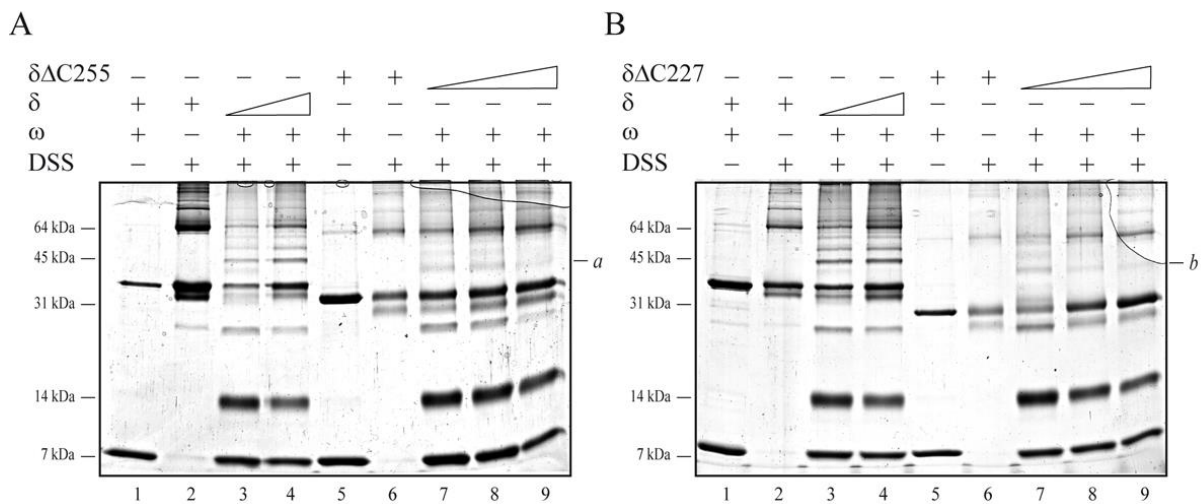 A
δΔC255 – – – – + +
δ + + – – – – –
ω + – + + + – + + +
DSS – + + + – + + + +
64 kDa
45 kDa
31 kDa
14 kDa
7 kDa
a
1 2 3 4 5 6 7 8 9
B
δΔC227 – – – – + +
δ + + – – – – –
ω + – + + + – + + +
DSS – + + + – + + + +
64 kDa
45 kDa
31 kDa
14 kDa
7 kDa
b
1 2 3 4 5 6 7 8 9